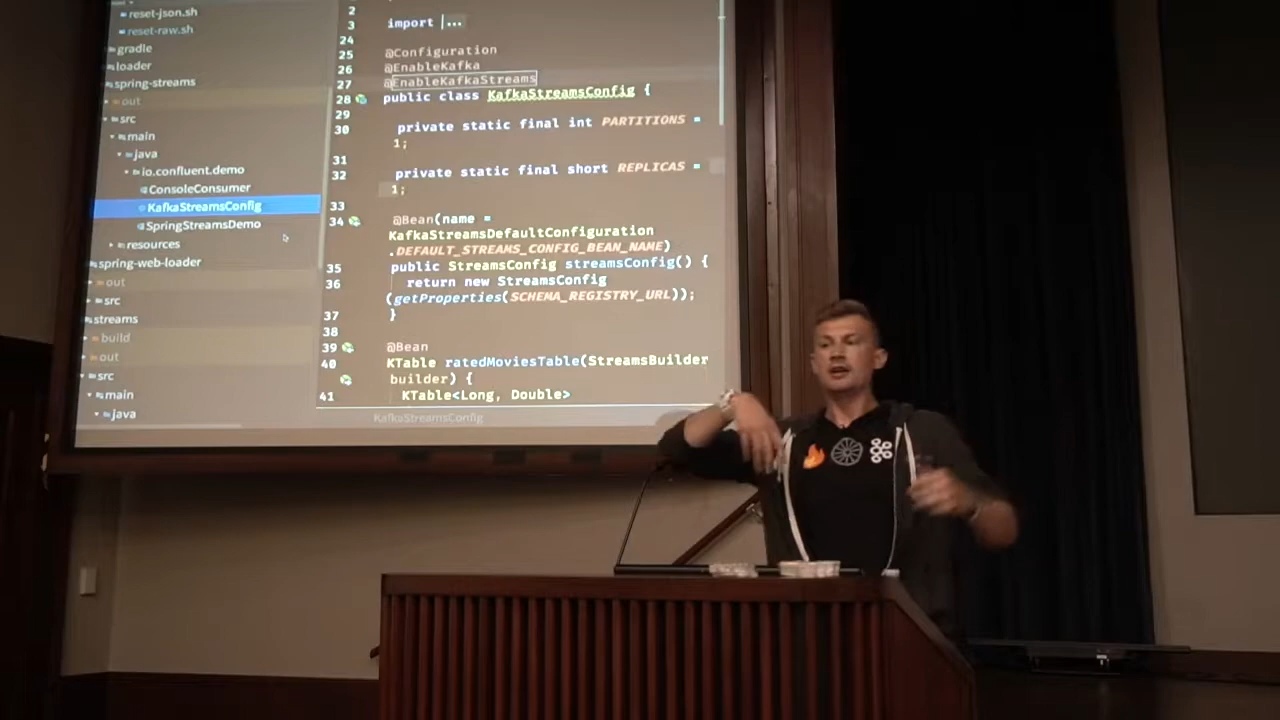 reset-json.sh
reset-raw.sh
gradle
loader
spring-streams
out
src
main
java
io.confluent.demo
ConsoleConsumer
KafkaStreamsConfig
SpringStreamsDemo
resources
spring-web-loader
out
src
streams
build
out
src
main
java
2
3 import ...
24
25 @Configuration
26 @EnableKafka
27 @EnableKafkaStreams
28 public class KafkaStreamsConfig {
29
30 private static final int PARTITIONS =
1;
31
32 private static final short REPLICAS =
1;
33
34 @Bean(name =
KafkaStreamsDefaultConfiguration
.DEFAULT_STREAMS_CONFIG_BEAN_NAME)
35 public StreamsConfig streamsConfig() {
36 return new StreamsConfig
(getProperties(SCHEMA_REGISTRY_URL));
37 }
38
39 @Bean
40 KTable ratedMoviesTable(StreamsBuilder
builder) {
41 KTable<Long, Double>
KafkaStreamsConfig